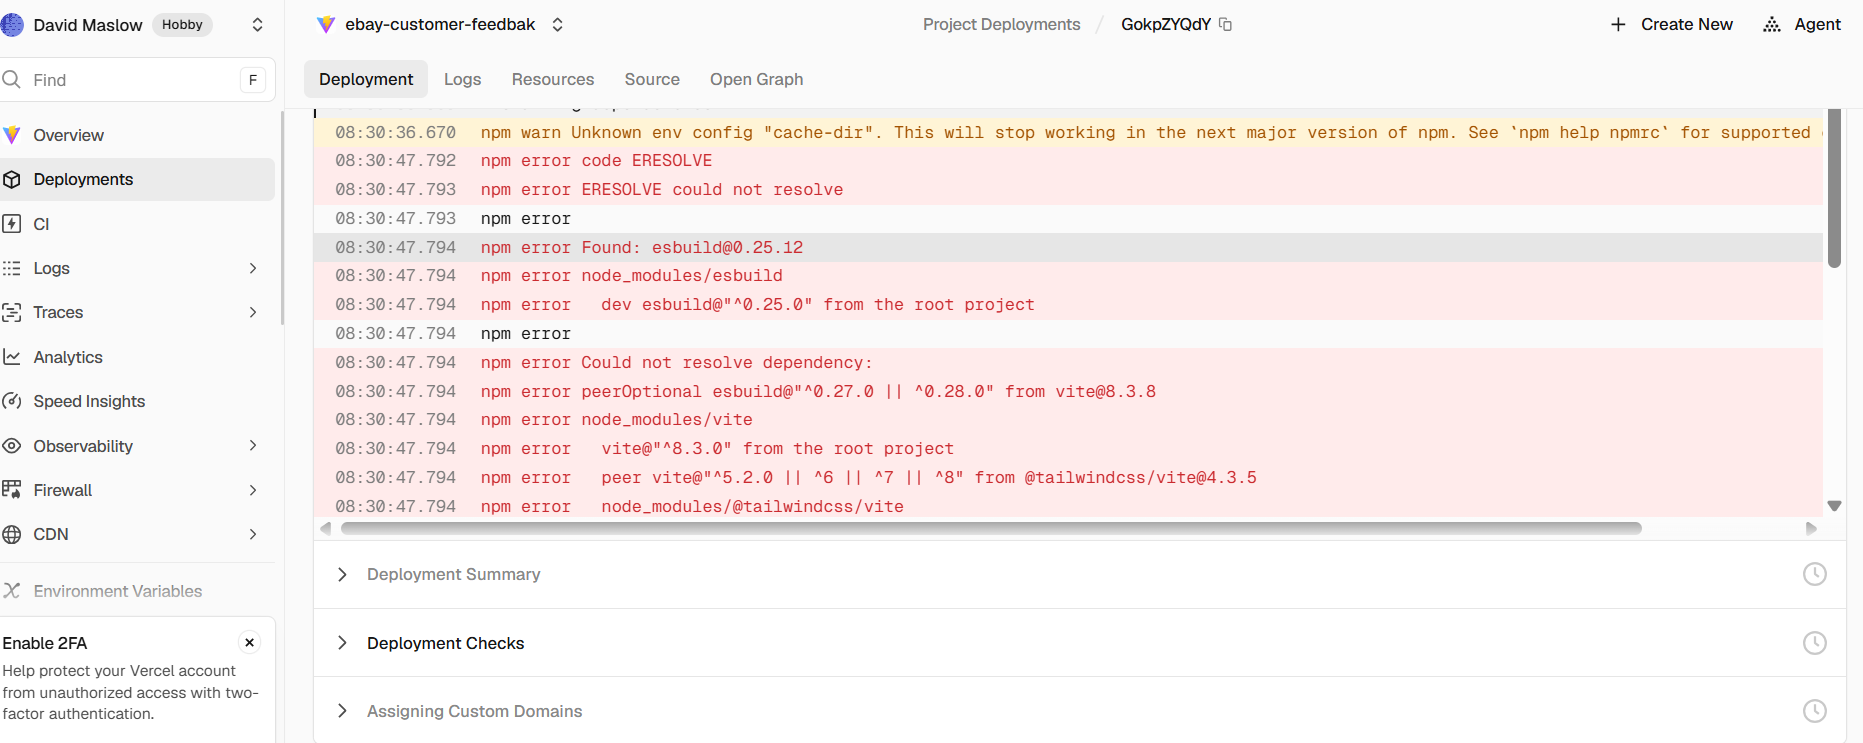 David Maslow Hobby
ebay-customer-feedbak
Project Deployments / GokpZYQdY
Create New
Agent
Find F
Deployment Logs Resources Source Open Graph
Overview
Deployments
CI
Logs
Traces
Analytics
Speed Insights
Observability
Firewall
CDN
Environment Variables
Enable 2FA
Help protect your Vercel account
from unauthorized access with two-
factor authentication.
08:30:36.670 npm warn Unknown env config "cache-dir". This will stop working in the next major version of npm. See `npm help npmrc` for supported
08:30:47.792 npm error code ERESOLVE
08:30:47.793 npm error ERESOLVE could not resolve
08:30:47.793 npm error
08:30:47.794 npm error Found: esbuild@0.25.12
08:30:47.794 npm error node_modules/esbuild
08:30:47.794 npm error   dev esbuild@"^0.25.0" from the root project
08:30:47.794 npm error
08:30:47.794 npm error Could not resolve dependency:
08:30:47.794 npm error peerOptional esbuild@"^0.27.0 || ^0.28.0" from vite@8.3.8
08:30:47.794 npm error node_modules/vite
08:30:47.794 npm error   vite@"^8.3.0" from the root project
08:30:47.794 npm error   peer vite@"^5.2.0 || ^6 || ^7 || ^8" from @tailwindcss/vite@4.3.5
08:30:47.794 npm error   node_modules/@tailwindcss/vite
Deployment Summary
Deployment Checks
Assigning Custom Domains